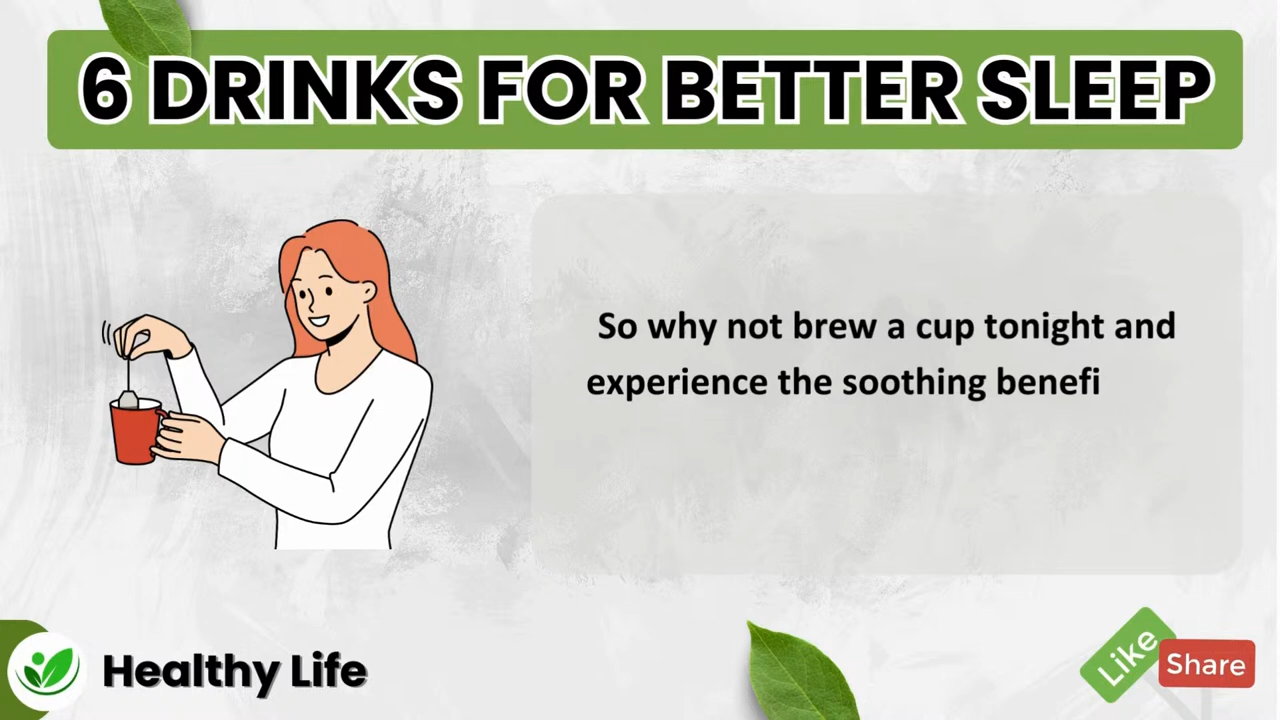 6 DRINKS FOR BETTER SLEEP
So why not brew a cup tonight and
experience the soothing benefi
Healthy Life
Like
Share